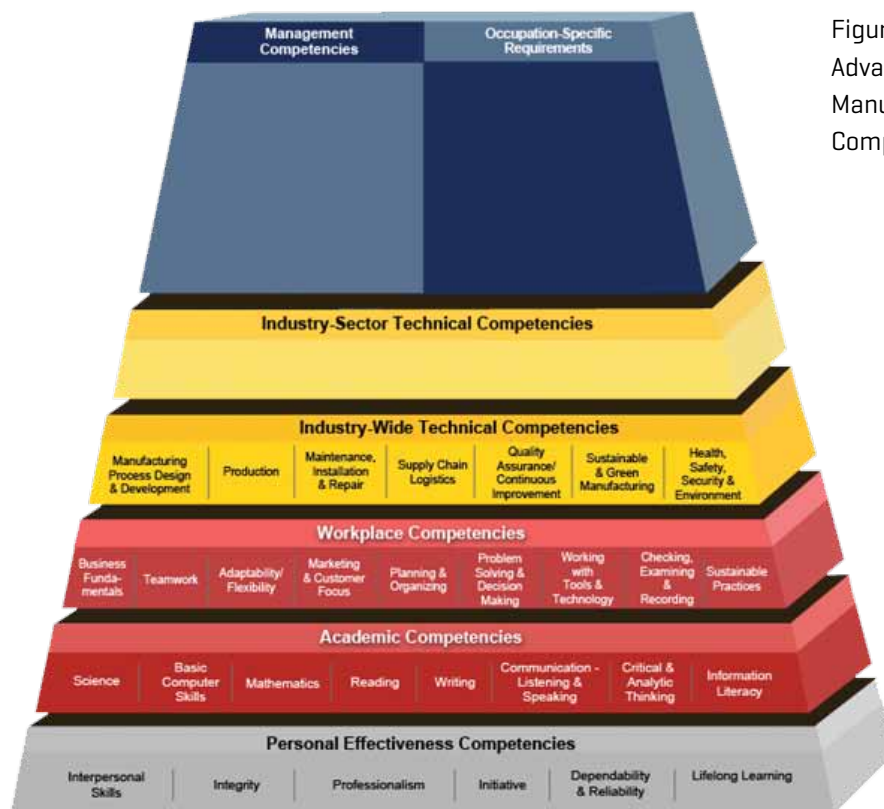 Management
Competencies
Occupation-Specific
Requirements
Industry-Sector Technical Competencies
Industry-Wide Technical Competencies
Manufacturing
Process Design
& Development
Production
Maintenance,
Installation
& Repair
Supply Chain
Logistics
Quality
Assurance/
Continuous
Improvement
Sustainable
& Green
Manufacturing
Health,
Safety,
Security &
Environment
Workplace Competencies
Business
Funda-
mentals
Teamwork
Adaptability/
Flexibility
Marketing
& Customer
Focus
Planning &
Organizing
Problem
Solving &
Decision
Making
Working
with
Tools &
Technology
Checking,
Examining
&
Recording
Sustainable
Practices
Academic Competencies
Science
Basic
Computer
Skills
Mathematics
Reading
Writing
Communication -
Listening &
Speaking
Critical &
Analytic
Thinking
Information
Literacy
Personal Effectiveness Competencies
Interpersonal
Skills
Integrity
Professionalism
Initiative
Dependability
& Reliability
Lifelong Learning
Figur
Adva
Manu
Comp